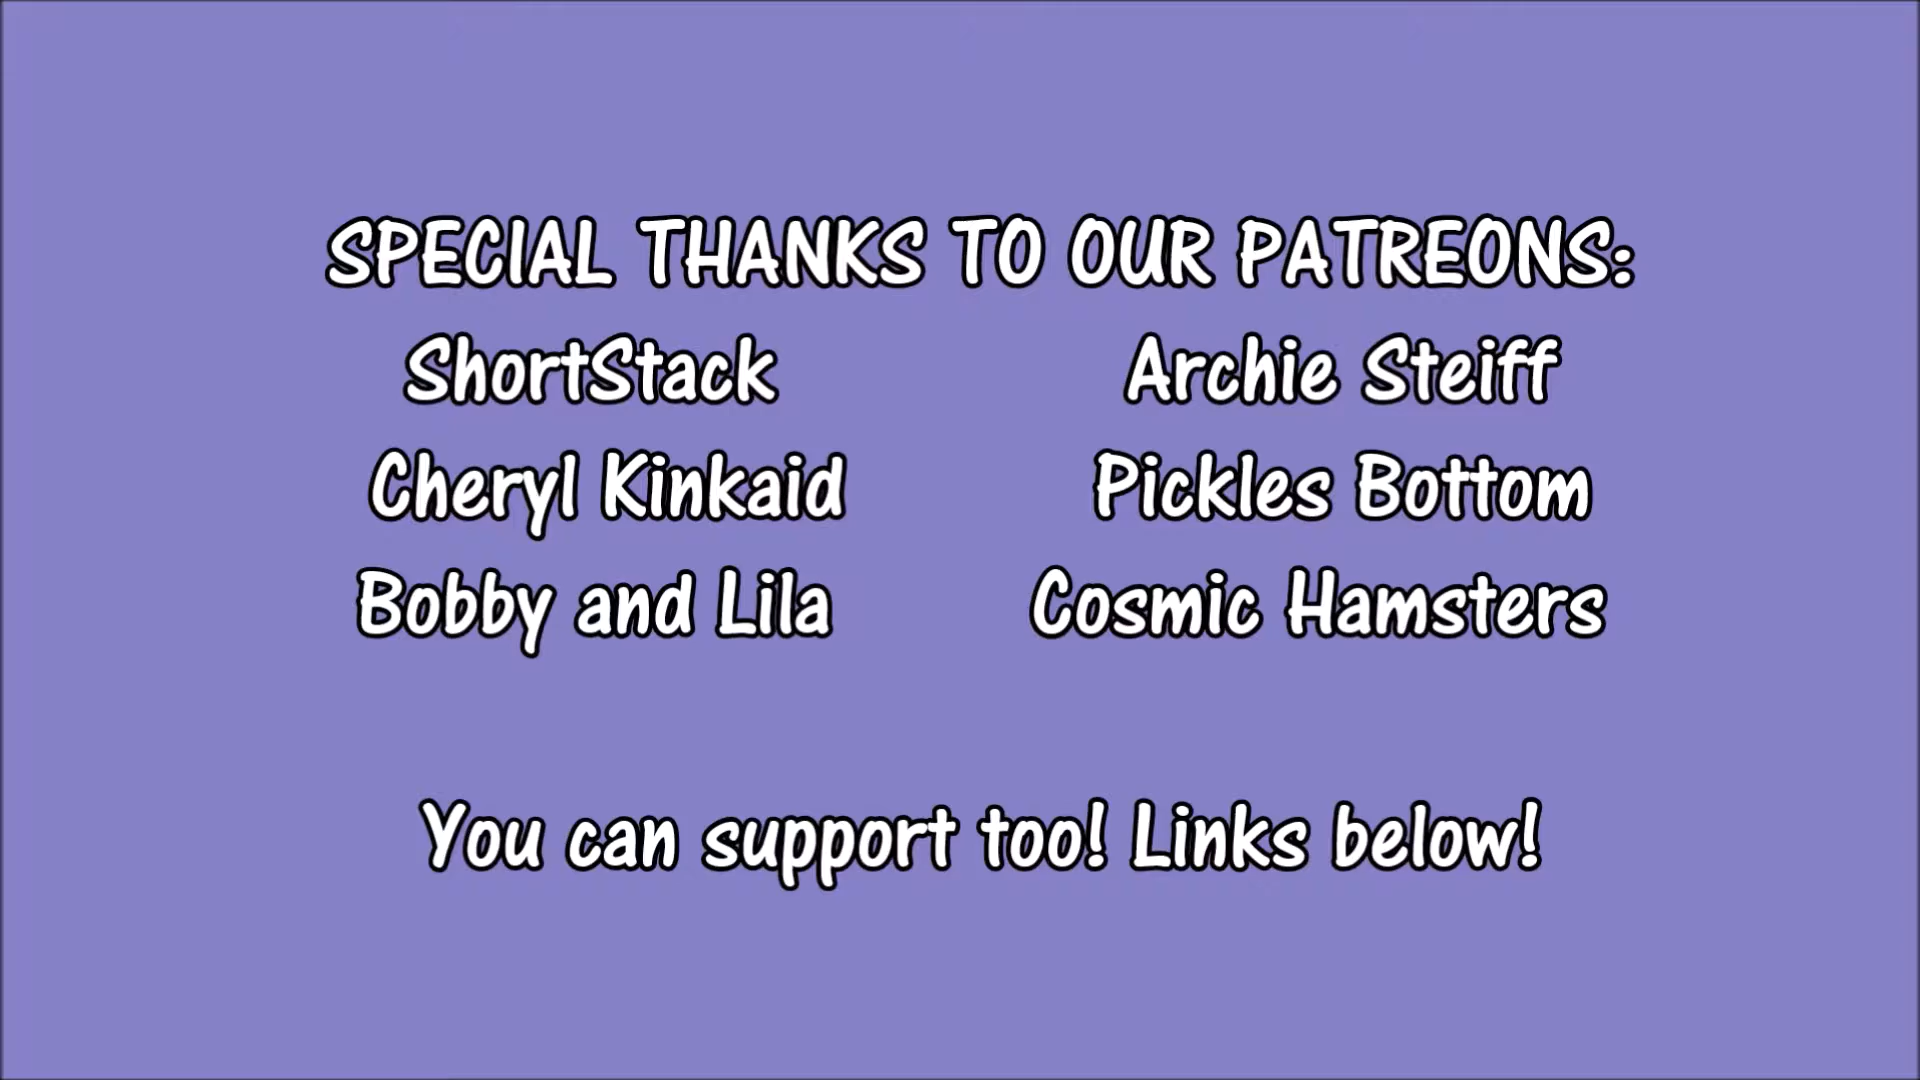 SPECIAL THANKS TO OUR PATREONS:
ShortStack Archie Steiff
Cheryl Kinkaid Pickles Bottom
Bobby and Lila Cosmic Hamsters
You can support too! Links below!